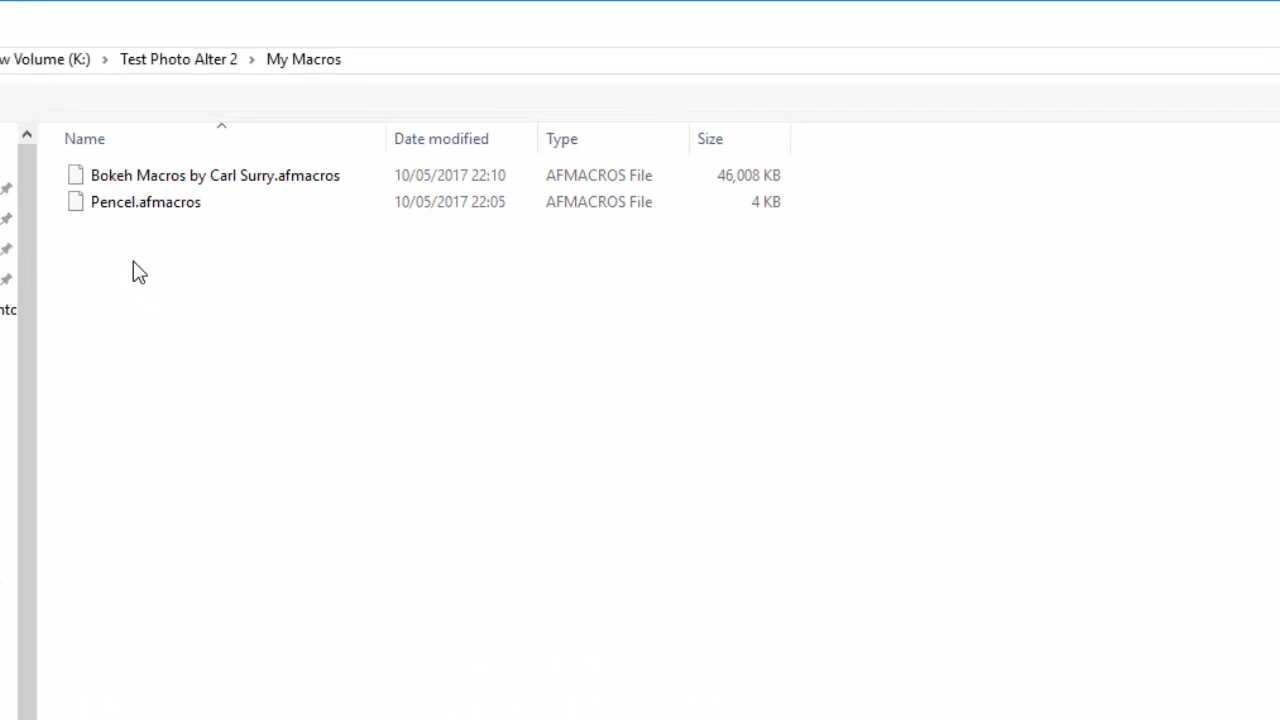 w Volume (K:) > Test Photo Alter 2 > My Macros
Name Date modified Type Size
Bokeh Macros by Carl Surry.afmacros 10/05/2017 22:10 AFMACROS File 46,008 KB
Pencel.afmacros 10/05/2017 22:05 AFMACROS File 4 KB
ntc